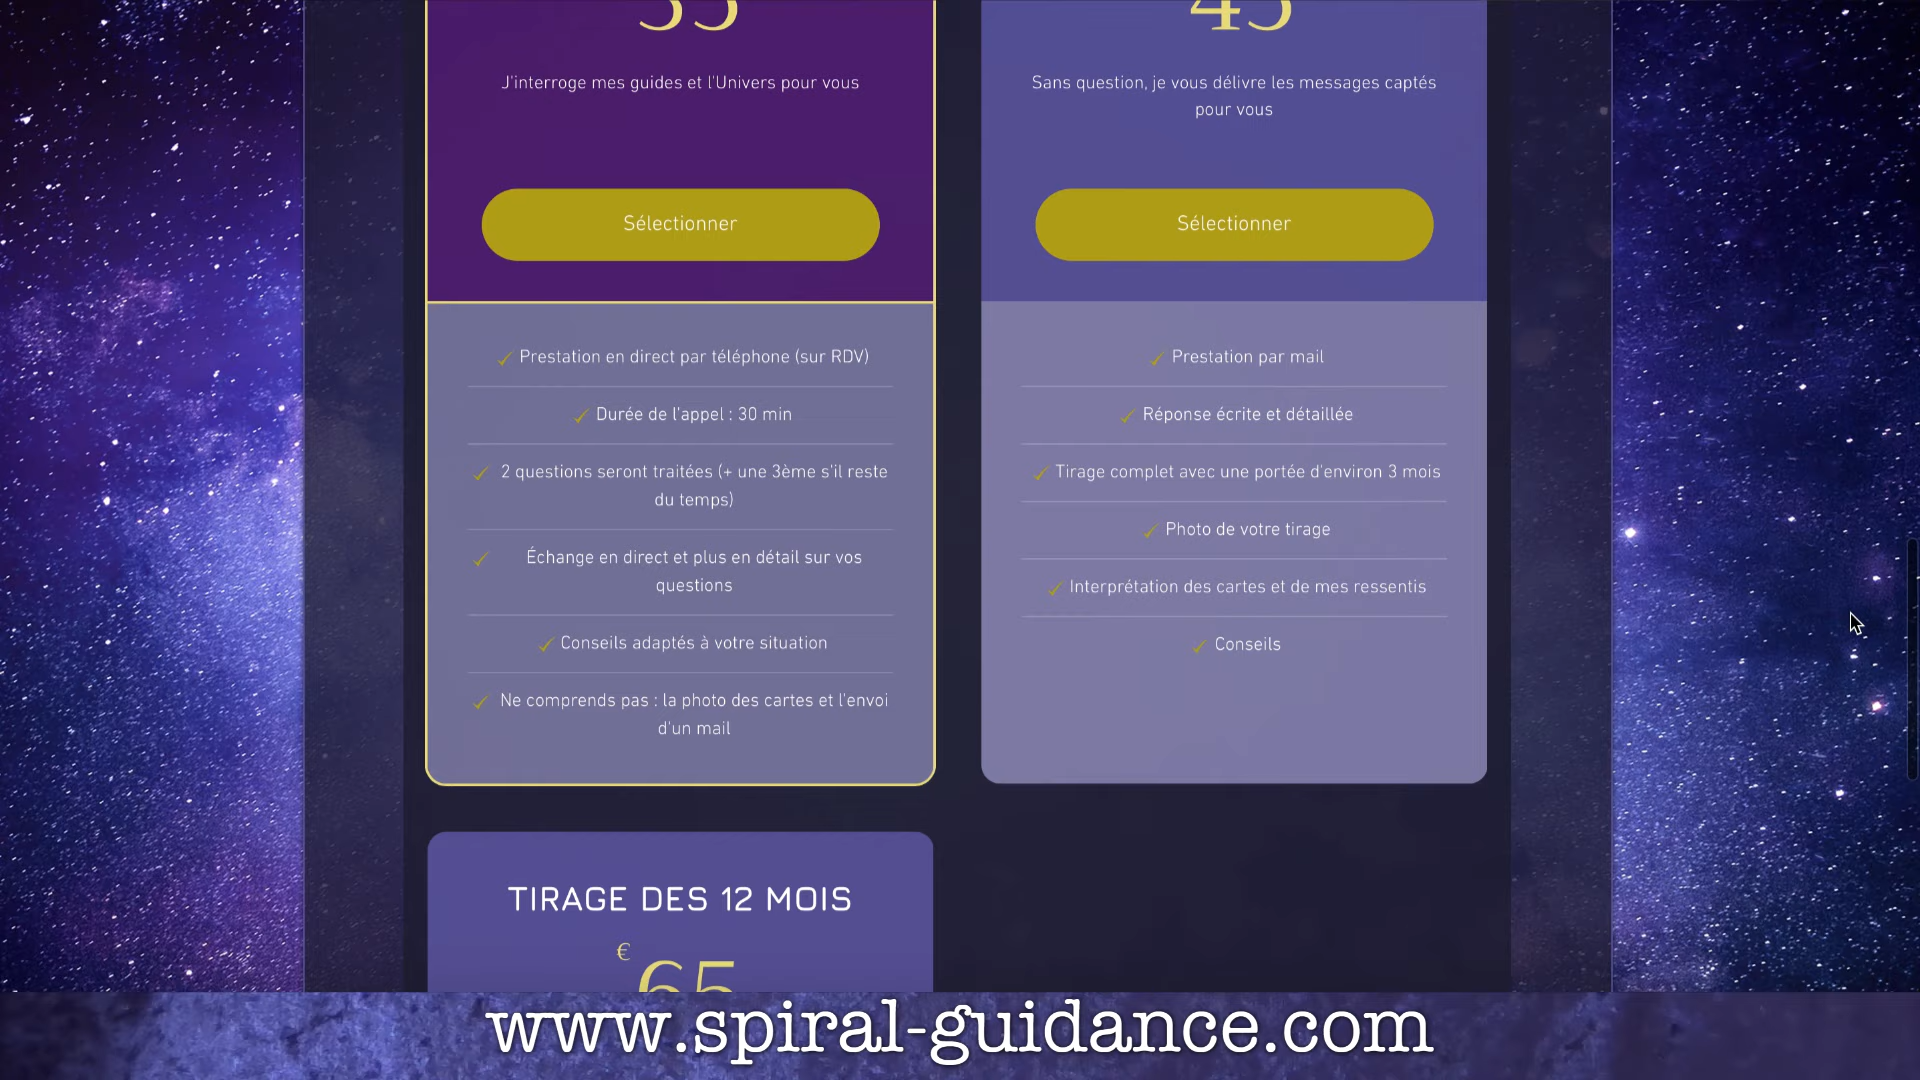 J'interroge mes guides et l'Univers pour vous
Sélectionner
Prestation en direct par téléphone (sur RDV)
Durée de l'appel : 30 min
2 questions seront traitées (+ une 3ème s'il reste
du temps)
Échange en direct et plus en détail sur vos
questions
Conseils adaptés à votre situation
Ne comprends pas : la photo des cartes et l'envoi
d'un mail
45
Sans question, je vous délivre les messages captés
pour vous
Sélectionner
Prestation par mail
Réponse écrite et détaillée
Tirage complet avec une portée d'environ 3 mois
Photo de votre tirage
Interprétation des cartes et de mes ressentis
Conseils
TIRAGE DES 12 MOIS
€
65
www.spiral-guidance.com